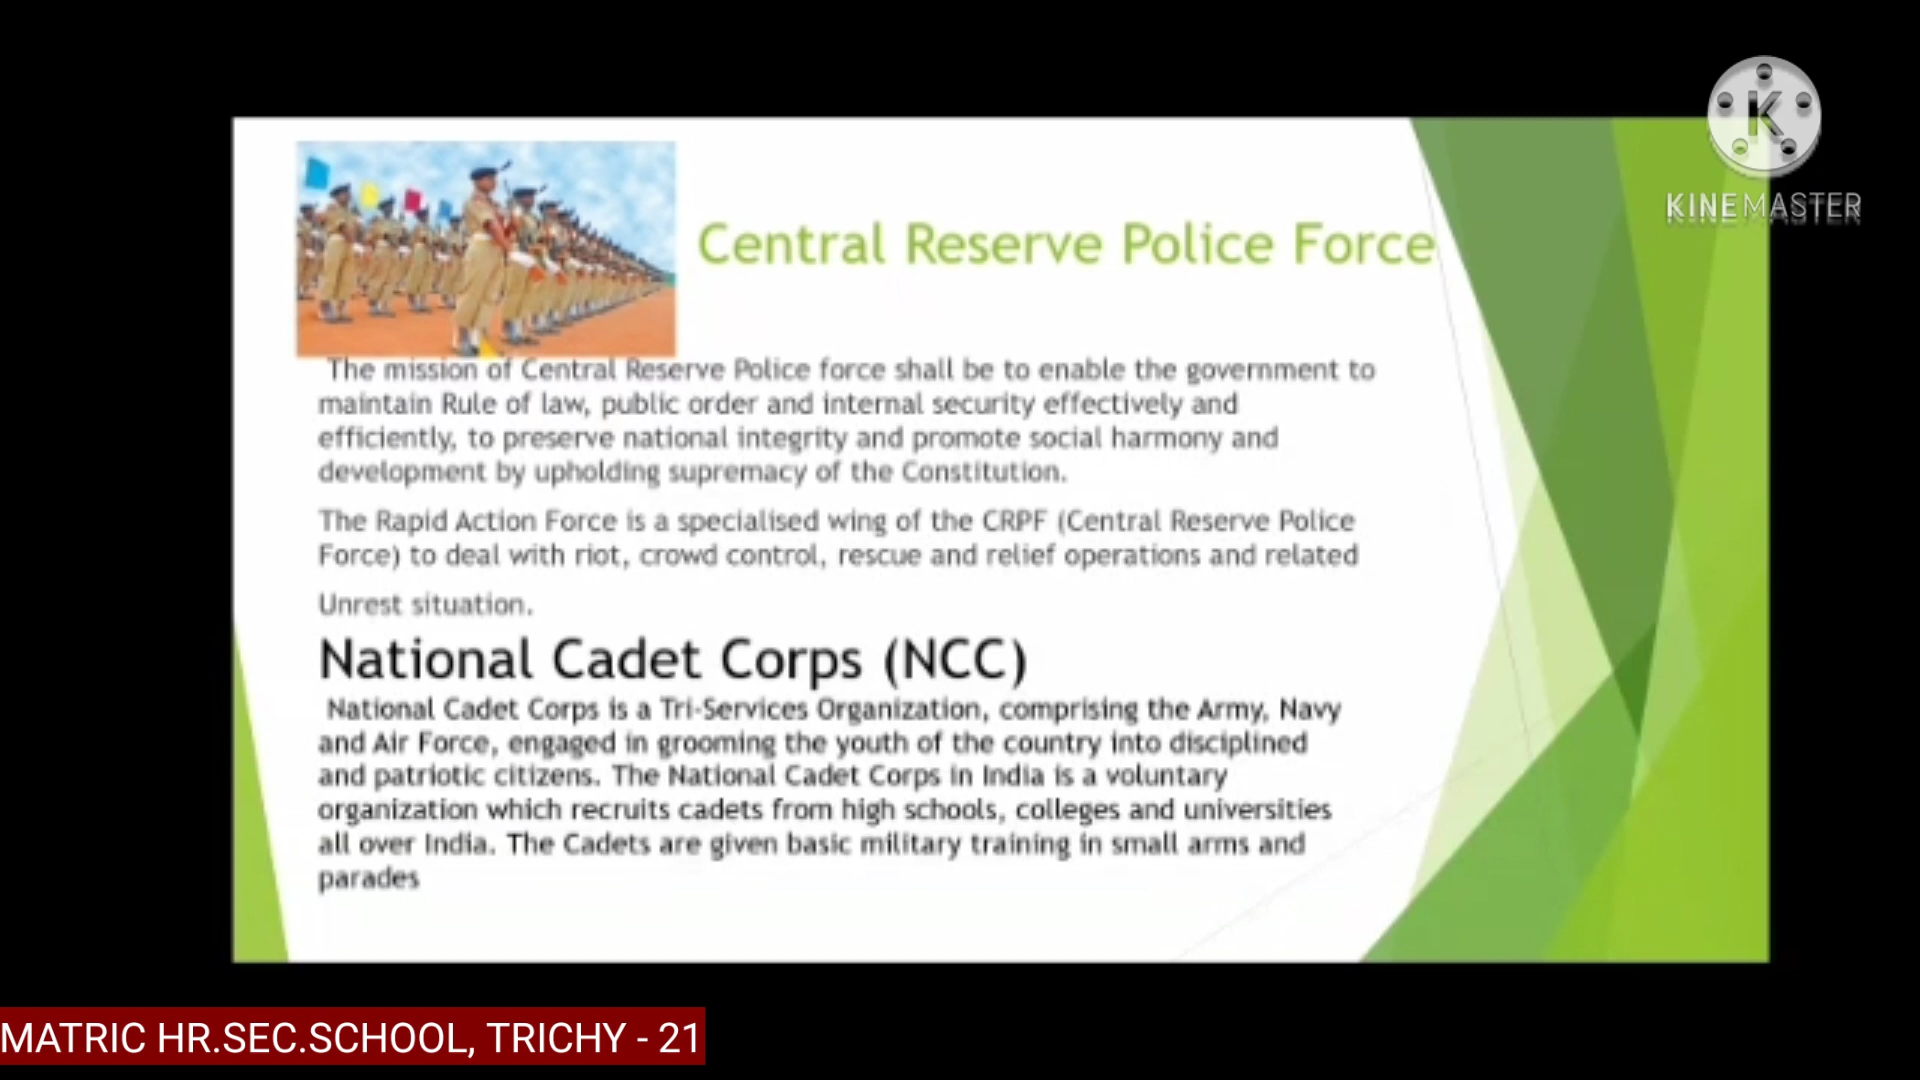 K
KINEMASTER
Central Reserve Police Force
The mission of Central Reserve Police force shall be to enable the government to
maintain Rule of law, public order and internal security effectively and
efficiently, to preserve national integrity and promote social harmony and
development by upholding supremacy of the Constitution.
The Rapid Action Force is a specialised wing of the CRPF (Central Reserve Police
Force) to deal with riot, crowd control, rescue and relief operations and related
Unrest situation.
National Cadet Corps (NCC)
National Cadet Corps is a Tri-Services Organization, comprising the Army, Navy
and Air Force, engaged in grooming the youth of the country into disciplined
and patriotic citizens. The National Cadet Corps in India is a voluntary
organization which recruits cadets from high schools, colleges and universities
all over India. The Cadets are given basic military training in small arms and
parades
MATRIC HR.SEC.SCHOOL, TRICHY - 21